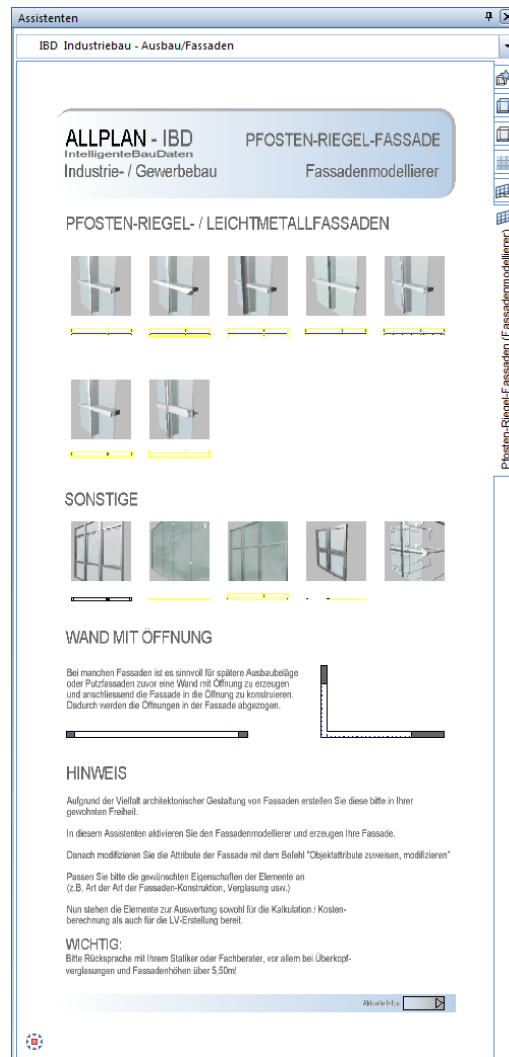 Assistenten
IBD Industriebau - Ausbau/Fassaden
ALLPLAN - IBD
IntelligenteBauDaten
Industrie- / Gewerbebau
PFOSTEN-RIEGEL-FASSADE
Fassadenmodellierer
PFOSTEN-RIEGEL- / LEICHTMETALLFASSADEN
SONSTIGE
WAND MIT ÖFFNUNG
Bei manchen Fassaden ist es sinnvoll für spätere Ausbaubeläge
oder Putzfassaden zuvor eine Wand mit Öffnung zu erzeugen
und anschliessend die Fassade in die Öffnung zu konstruieren.
Dadurch werden die Öffnungen in der Fassade abgezogen.
HINWEIS
Aufgrund der Vielfalt architektonischer Gestaltung von Fassaden erstellen Sie diese bitte in Ihrer
gewohnten Freiheit.
In diesem Assistenten aktivieren Sie den Fassadenmodellierer und erzeugen Ihre Fassade.
Danach modifizieren Sie die Attribute der Fassade mit dem Befehl "Objektattribute zuweisen, modifizieren"
Passen Sie bitte die gewünschten Eigenschaften der Elemente an
(z.B. Art der Art der Fassaden-Konstruktion, Verglasung usw.)
Nun stehen die Elemente zur Auswertung sowohl für die Kalkulation / Kosten-
berechnung als auch für die LV-Erstellung bereit.
WICHTIG:
Bitte Rücksprache mit Ihrem Statiker oder Fachberater, vor allem bei Überkopf-
verglasungen und Fassadenhöhen über 5,50m!
Aktuelle Infos
Pfosten-Riegel-Fassaden (Fassadenmodellierer)